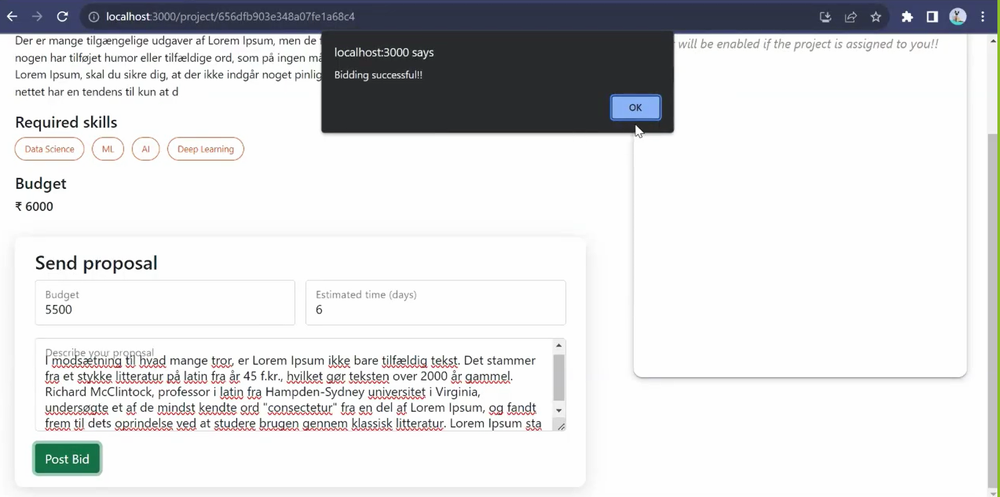 localhost:3000/project/656dfb903e348a07fe1a68c4
Der er mange tilgængelige udgaver af Lorem Ipsum, men de
nogen har tilføjet humor eller tilfældige ord, som på ingen
Lorem Ipsum, skal du sikre dig, at der ikke indgår noget
nettet har en tendens til kun at d
Required skills
Data Science
ML
AI
Deep Learning
Budget
₹ 6000
Send proposal
Budget
5500
Estimated time (days)
6
Describe your proposal
I modsætning til hvad mange tror, er Lorem Ipsum ikke bare tilfældig tekst. Det stammer
fra et stykke litteratur på latin fra år 45 f.kr., hvilket gør teksten over 2000 år gammel.
Richard McClintock, professor i latin fra Hampden-Sydney universitet i Virginia,
undersøgte et af de mindst kendte ord "consectetur" fra en del af Lorem Ipsum, og fandt
frem til dets oprindelse ved at studere brugen gennem klassisk litteratur. Lorem Ipsum sta
Post Bid
localhost:3000 says
Bidding successful!!
OK
will be enabled if the project is assigned to you!!